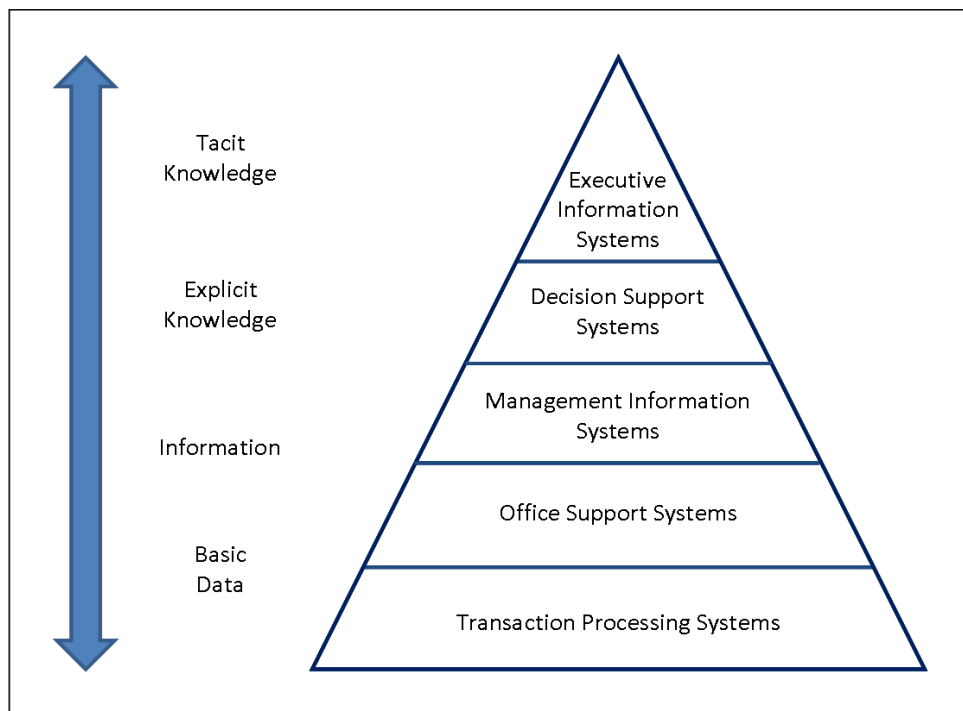 Tacit
Knowledge
Explicit
Knowledge
Information
Basic
Data
Executive
Information
Systems
Decision Support
Systems
Management Information
Systems
Office Support Systems
Transaction Processing Systems